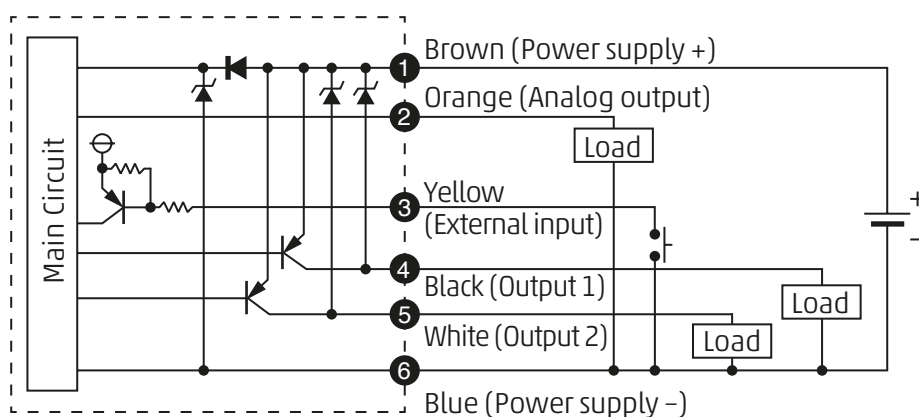 Main Circuit
1 Brown (Power supply +)
2 Orange (Analog output)
Load
3 Yellow
(External input)
4 Black (Output 1)
Load
5 White (Output 2)
Load
6 Blue (Power supply –)
+
–